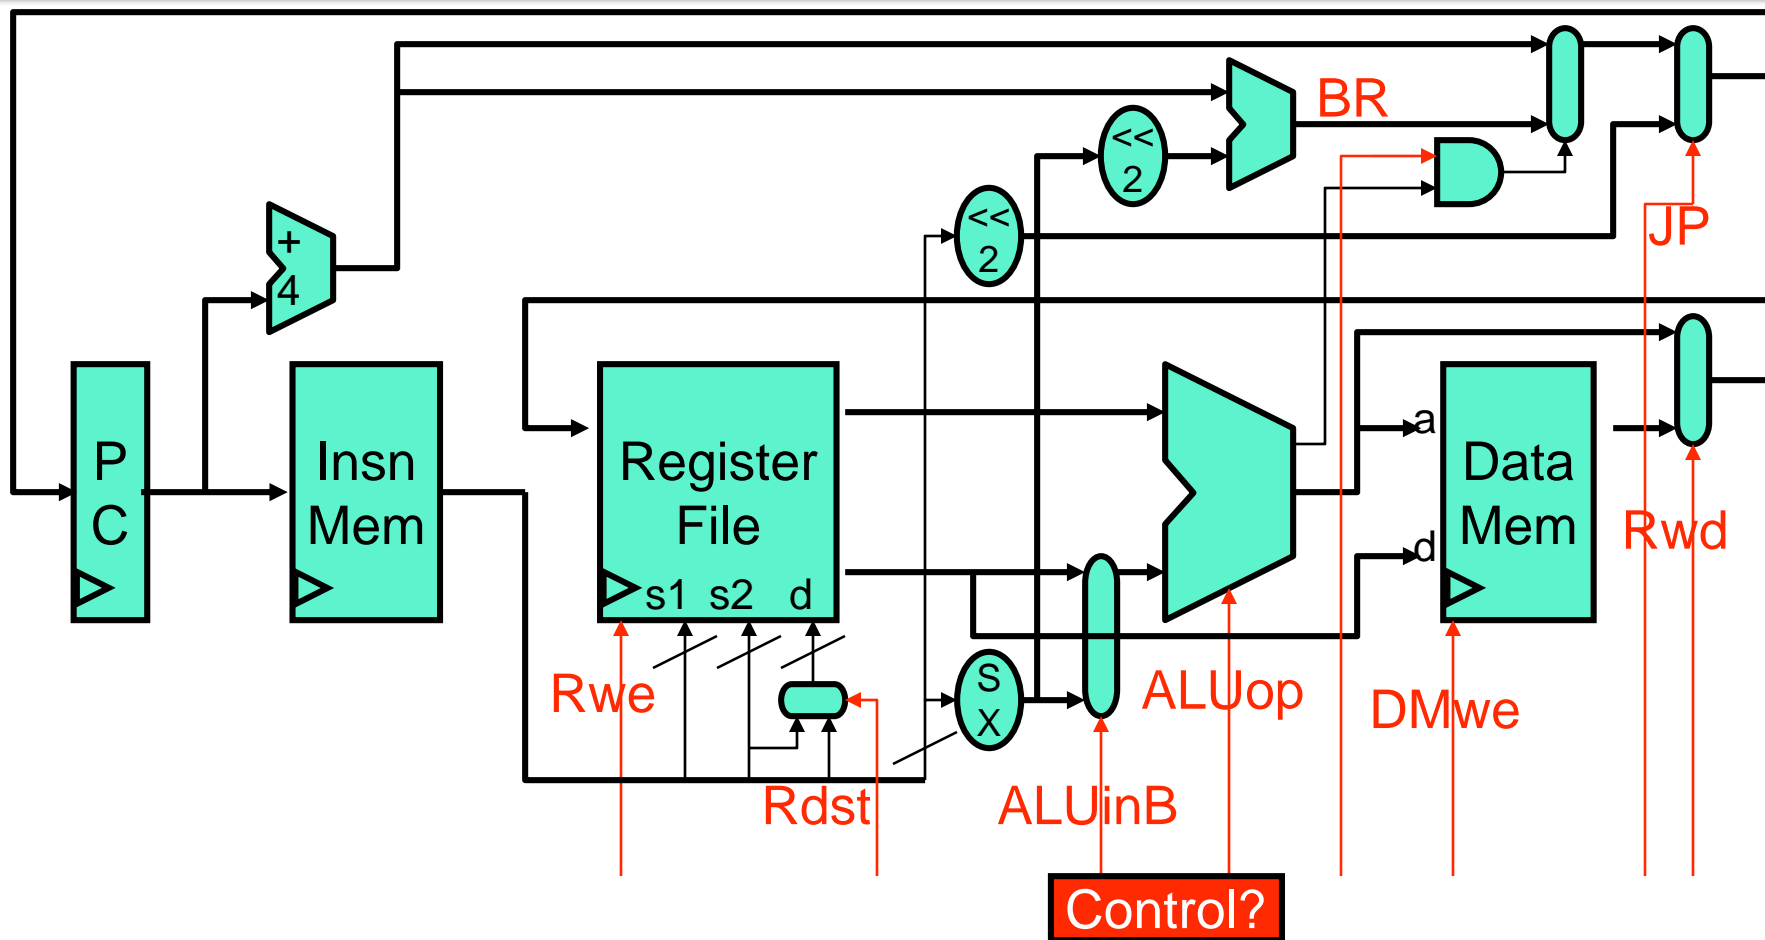 BR
<<
2
<<
2
JP
+
4
P
C
Insn
Mem
Register
File
s1 s2 d
a
d
Data
Mem
Rwd
Rwe
S
X
ALUop
DMwe
Rdst
ALUinB
Control?